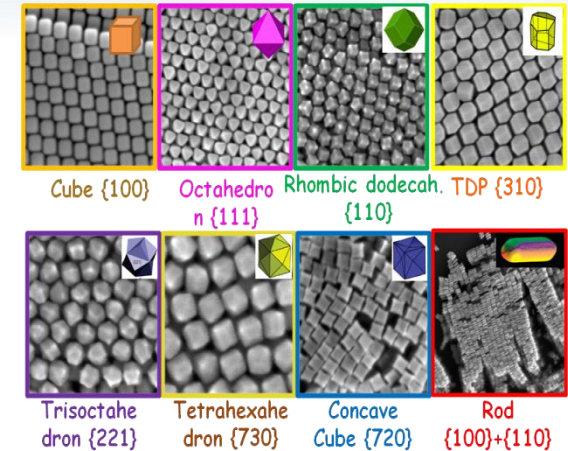 Cube {100}
Octahedro
n {111}
Rhombic dodecah.
{110}
TDP {310}
Trisoctahe
dron {221}
Tetrahexahe
dron {730}
Concave
Cube {720}
Rod
{100}+{110}